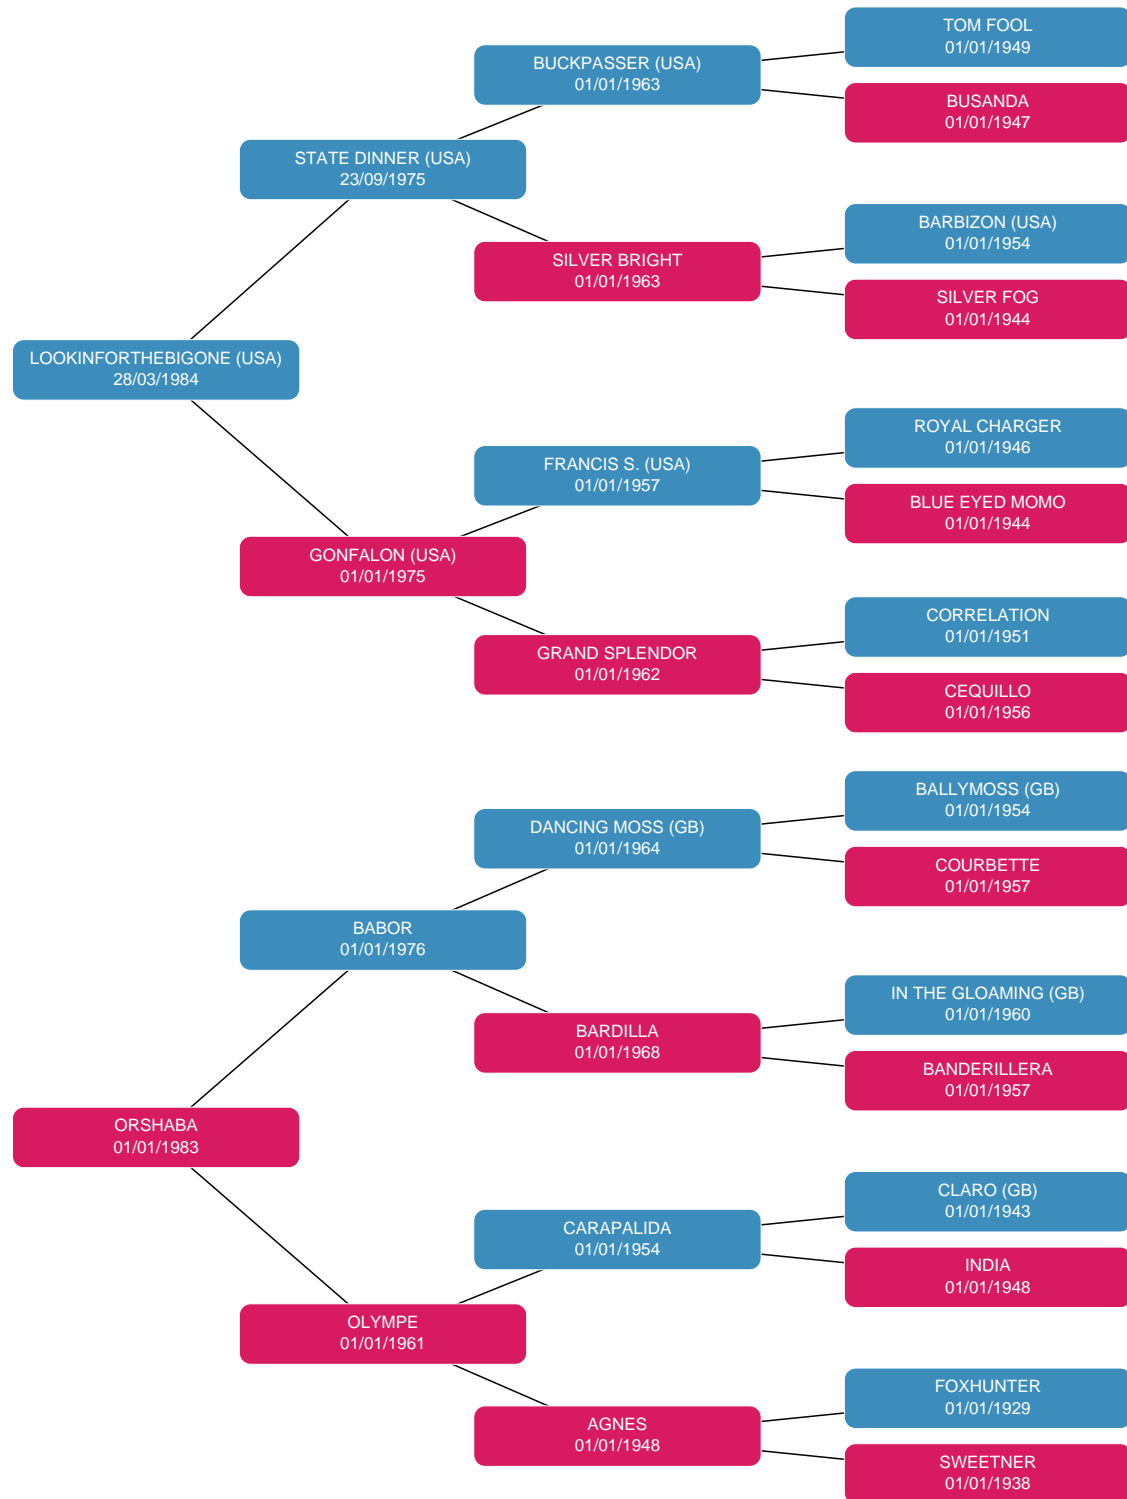 TOM FOOL
01/01/1949
BUCKPASSER (USA)
01/01/1963
BUSANDA
01/01/1947
STATE DINNER (USA)
23/09/1975
BARBIZON (USA)
01/01/1954
SILVER BRIGHT
01/01/1963
SILVER FOG
01/01/1944
LOOKINFORTHEBIGONE (USA)
28/03/1984
ROYAL CHARGER
01/01/1946
FRANCIS S. (USA)
01/01/1957
BLUE EYED MOMO
01/01/1944
GONFALON (USA)
01/01/1975
CORRELATION
01/01/1951
GRAND SPLENDOR
01/01/1962
CEQUILLO
01/01/1956
BALLYMOSS (GB)
01/01/1954
DANCING MOSS (GB)
01/01/1964
COURBETTE
01/01/1957
BABOR
01/01/1976
IN THE GLOAMING (GB)
01/01/1960
BARDILLA
01/01/1968
BANDERILLERA
01/01/1957
ORSHABA
01/01/1983
CLARO (GB)
01/01/1943
CARAPALIDA
01/01/1954
INDIA
01/01/1948
OLYMPE
01/01/1961
FOXHUNTER
01/01/1929
AGNES
01/01/1948
SWEETNER
01/01/1938